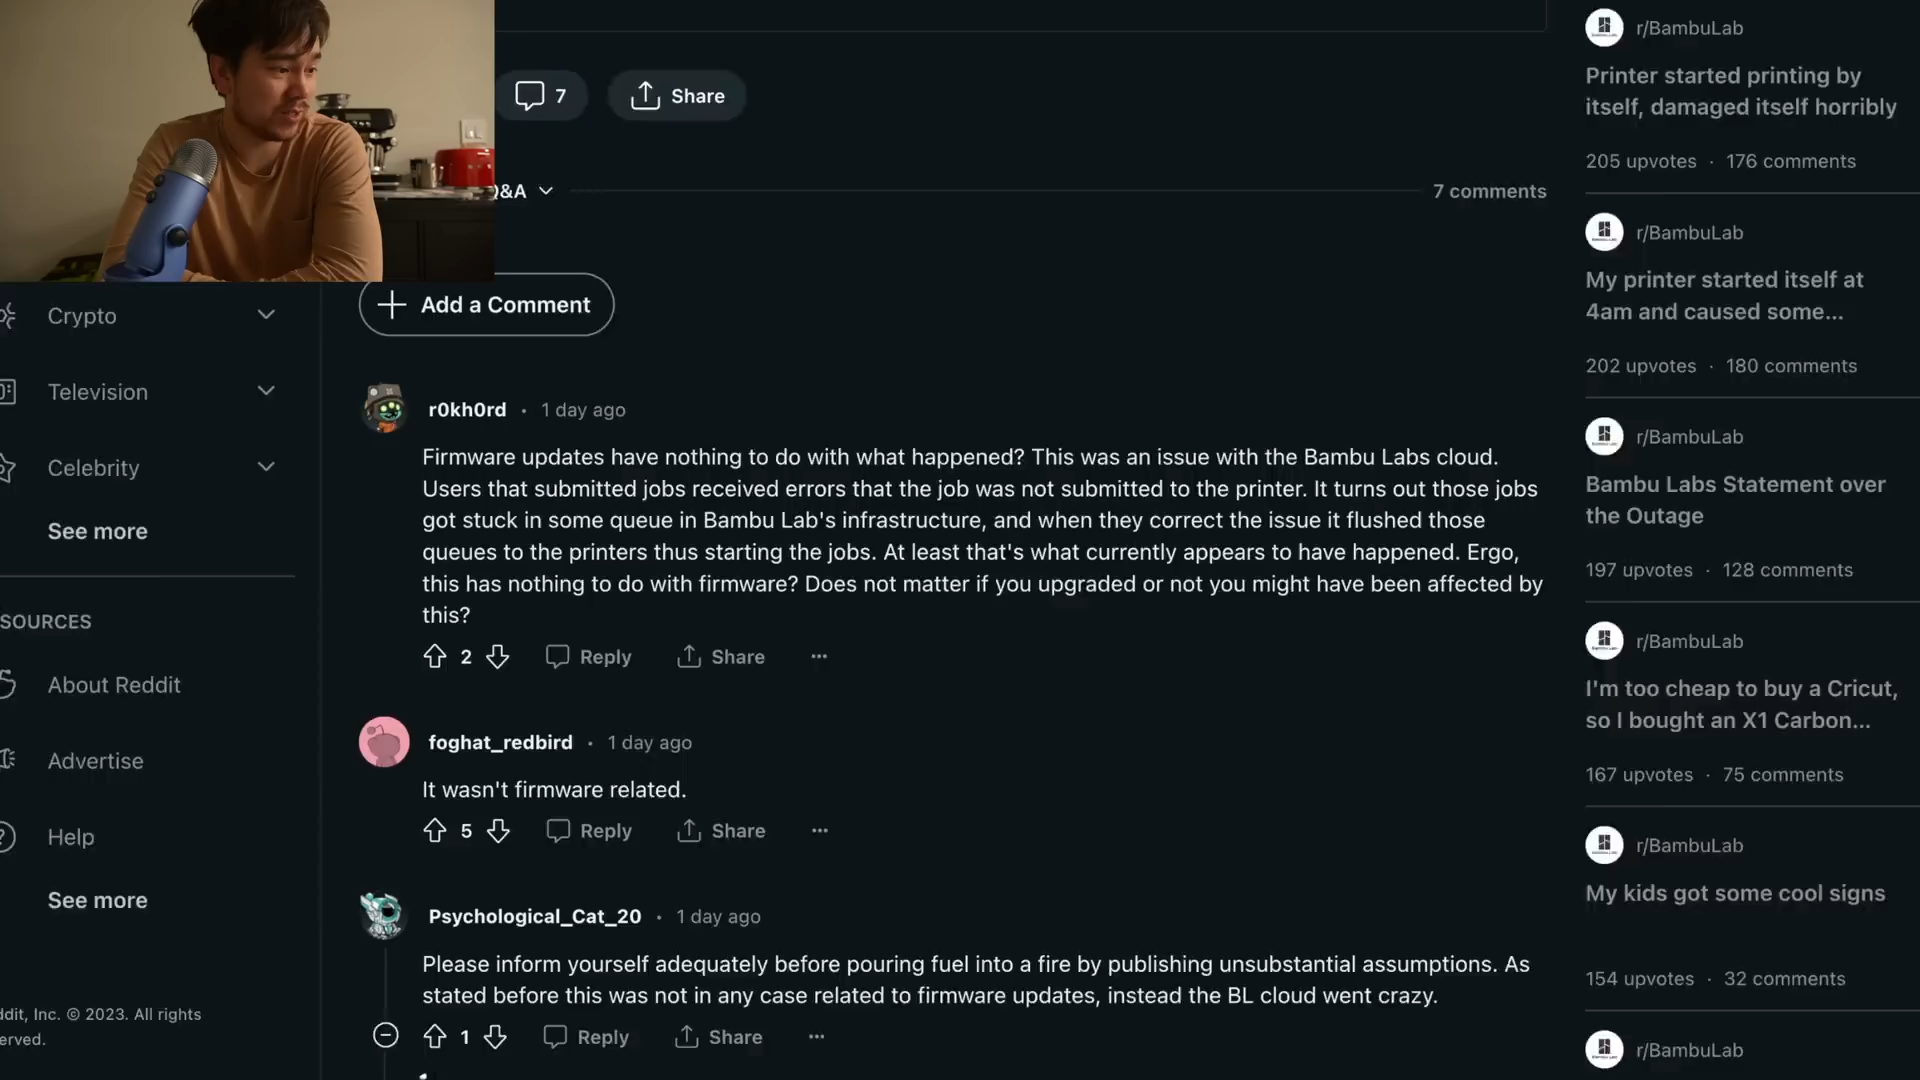 7
Share
Q&A
7 comments
Add a Comment
Crypto
Television
Celebrity
See more
SOURCES
About Reddit
Advertise
Help
See more
ddit, Inc. © 2023. All rights
erved.
r0kh0rd • 1 day ago
Firmware updates have nothing to do with what happened? This was an issue with the Bambu Labs cloud.
Users that submitted jobs received errors that the job was not submitted to the printer. It turns out those jobs
got stuck in some queue in Bambu Lab's infrastructure, and when they correct the issue it flushed those
queues to the printers thus starting the jobs. At least that's what currently appears to have happened. Ergo,
this has nothing to do with firmware? Does not matter if you upgraded or not you might have been affected by
this?
2 Reply Share ...
foghat_redbird • 1 day ago
It wasn't firmware related.
5 Reply Share ...
Psychological_Cat_20 • 1 day ago
Please inform yourself adequately before pouring fuel into a fire by publishing unsubstantial assumptions. As
stated before this was not in any case related to firmware updates, instead the BL cloud went crazy.
1 Reply Share ...
r/BambuLab
Printer started printing by
itself, damaged itself horribly
205 upvotes · 176 comments
r/BambuLab
My printer started itself at
4am and caused some...
202 upvotes · 180 comments
r/BambuLab
Bambu Labs Statement over
the Outage
197 upvotes · 128 comments
r/BambuLab
I'm too cheap to buy a Cricut,
so I bought an X1 Carbon...
167 upvotes · 75 comments
r/BambuLab
My kids got some cool signs
154 upvotes · 32 comments
r/BambuLab